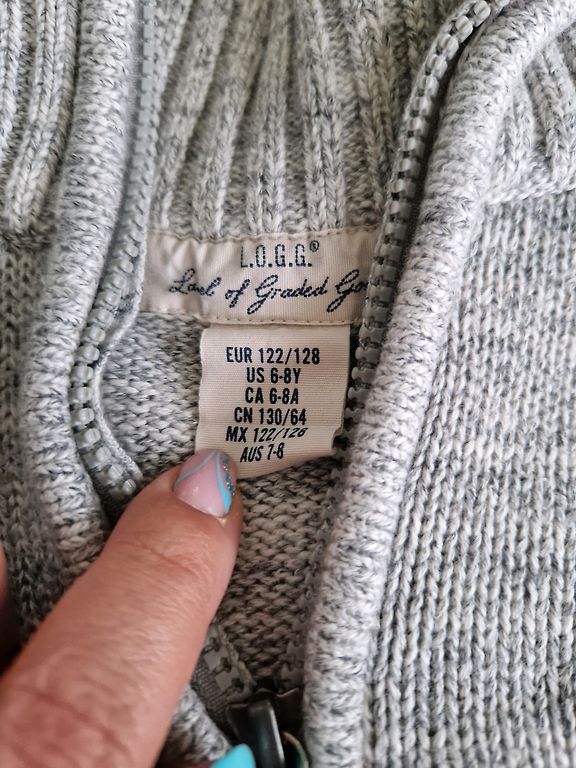 L.O.G.G.®
Label of Graded Goo
EUR 122/128
US 6-8Y
CA 6-8A
CN 130/64
MX 122/128
AUS 7-8